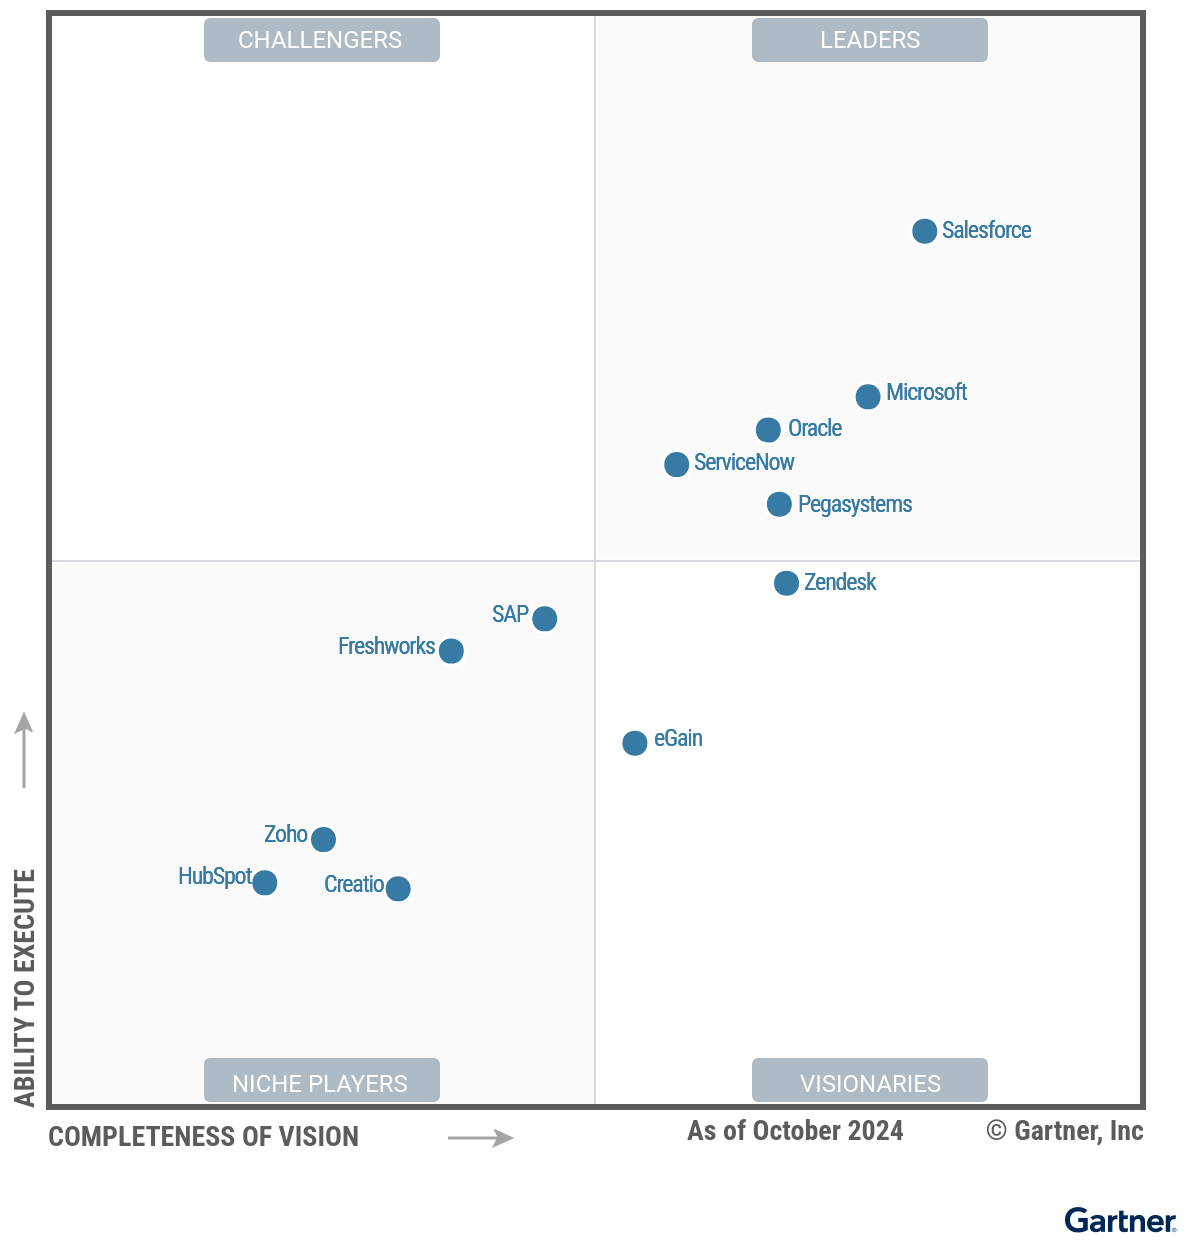 CHALLENGERS
LEADERS
Salesforce
Microsoft
Oracle
ServiceNow
Pegasystems
Zendesk
SAP
Freshworks
eGain
Zoho
HubSpot
Creatio
ABILITY TO EXECUTE
NICHE PLAYERS
VISIONARIES
COMPLETENESS OF VISION
As of October 2024
© Gartner, Inc
Gartner®